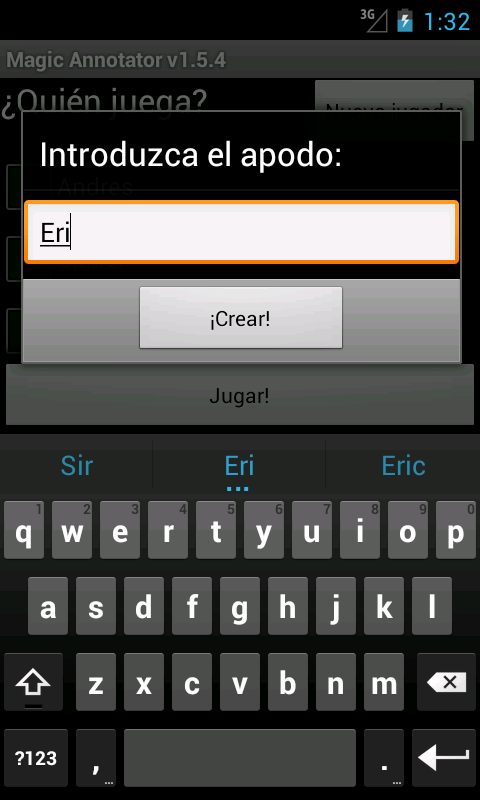 3G
1:32
Magic Annotator v1.5.4
¿Quién juega?
Nuevo jugador
Introduzca el apodo:
Andres
Eri
¡Crear!
Jugar!
Sir Eri Eric
1 2 3 4 5 6 7 8 9 0
q w e r t y u i o p
a s d f g h j k l
z x c v b n m
?123 , ... . ...